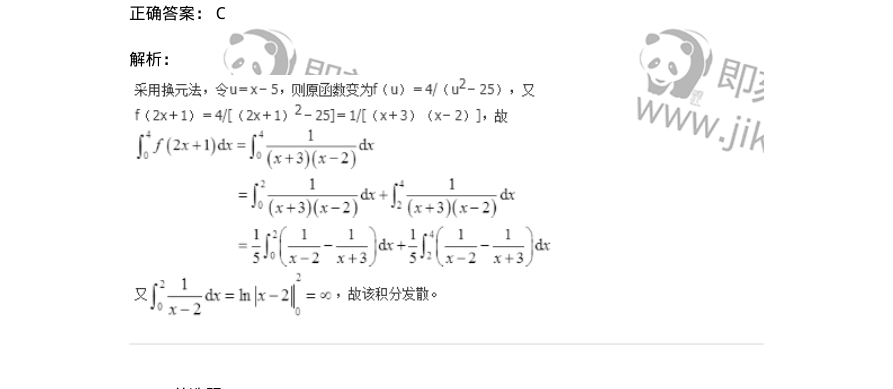 正确答案: C
解析:
采用换元法,令u=x-5,则原函数变为f(u)=4/(u²-25),又
f(2x+1)=4/[(2x+1)²-25]=1/[(x+3)(x-2)],故
∫₀⁴ f(2x+1)dx = ∫₀⁴ 1/((x+3)(x-2)) dx
= ∫₀² 1/((x+3)(x-2)) dx + ∫₂⁴ 1/((x+3)(x-2)) dx
= 1/5 ∫₀² (1/(x-2) - 1/(x+3)) dx + 1/5 ∫₂⁴ (1/(x-2) - 1/(x+3)) dx
又 ∫₀² 1/(x-2) dx = ln|x-2| |₀² = ∞,故该积分发散。
www.jik